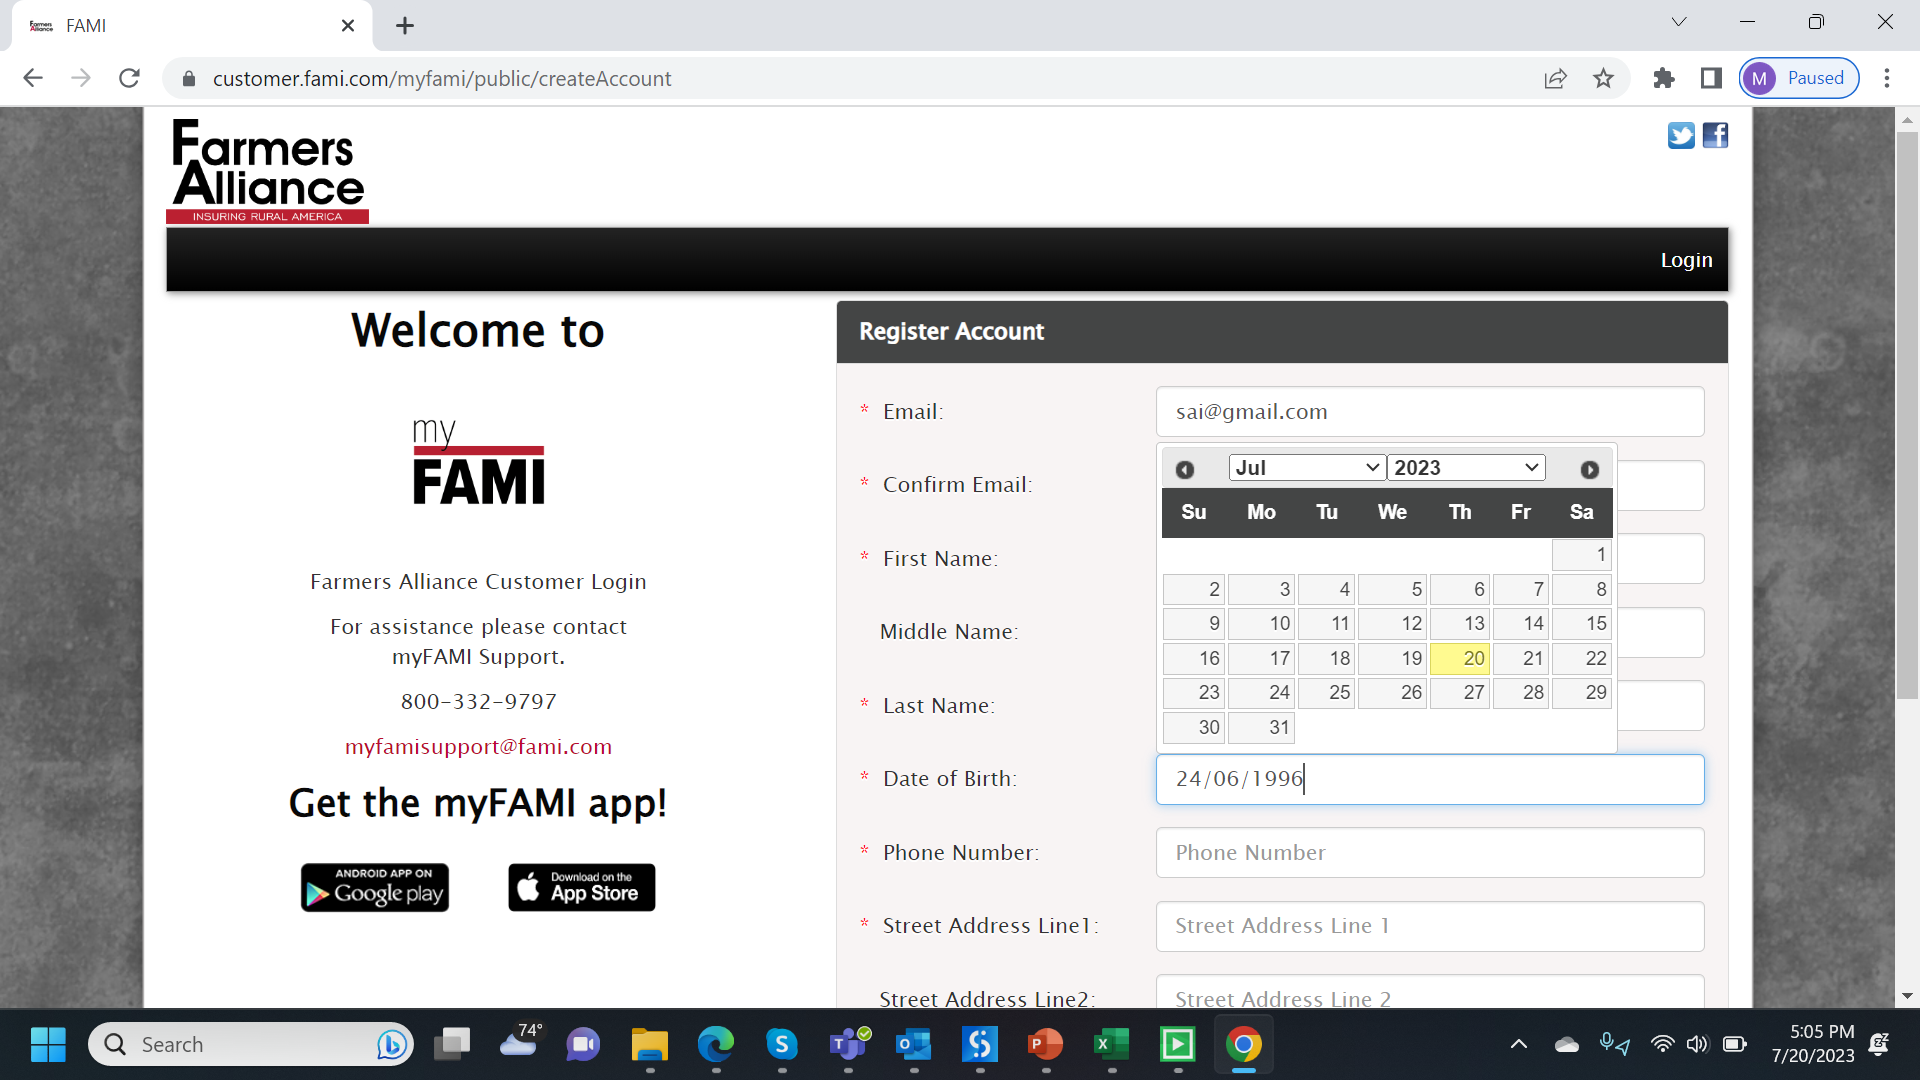 FAMI
customer.fami.com/myfami/public/createAccount
M Paused
Farmers
Alliance
INSURING RURAL AMERICA
Login
Welcome to
my
FAMI
Farmers Alliance Customer Login
For assistance please contact
myFAMI Support.
800-332-9797
myfamisupport@fami.com
Get the myFAMI app!
ANDROID APP ON
Google play
Download on the
App Store
Register Account
* Email: sai@gmail.com
* Confirm Email:
* First Name:
Middle Name:
* Last Name:
Jul 2023
Su Mo Tu We Th Fr Sa
1
2 3 4 5 6 7 8
9 10 11 12 13 14 15
16 17 18 19 20 21 22
23 24 25 26 27 28 29
30 31
* Date of Birth: 24/06/1996
* Phone Number: Phone Number
* Street Address Line1: Street Address Line 1
Street Address Line2: Street Address Line 2
Search
74°
5:05 PM
7/20/2023